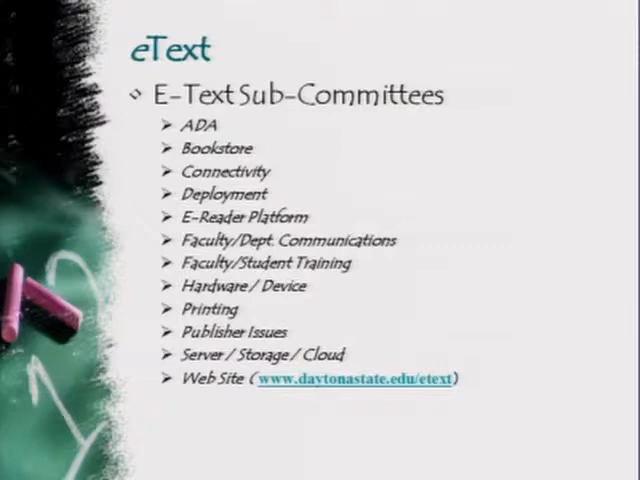 eText
E-Text Sub-Committees
ADA
Bookstore
Connectivity
Deployment
E-Reader Platform
Faculty/Dept. Communications
Faculty/Student Training
Hardware / Device
Printing
Publisher Issues
Server / Storage / Cloud
Web Site (www.daytonastate.edu/etext)